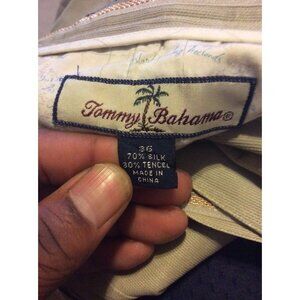 Tommy Bahama®
36
70% SILK
30% TENCEL
MADE IN
CHINA